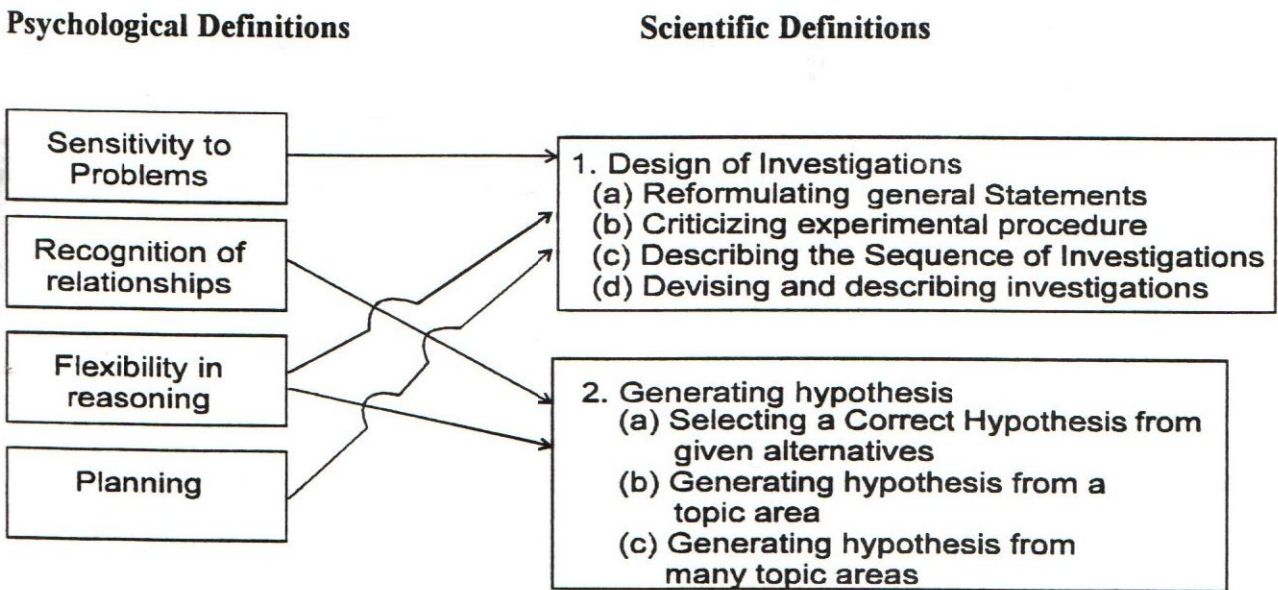 Psychological Definitions
Scientific Definitions
Sensitivity to
Problems
Recognition of
relationships
Flexibility in
reasoning
Planning
1. Design of Investigations
(a) Reformulating general Statements
(b) Criticizing experimental procedure
(c) Describing the Sequence of Investigations
(d) Devising and describing investigations
2. Generating hypothesis
(a) Selecting a Correct Hypothesis from
given alternatives
(b) Generating hypothesis from a
topic area
(c) Generating hypothesis from
many topic areas